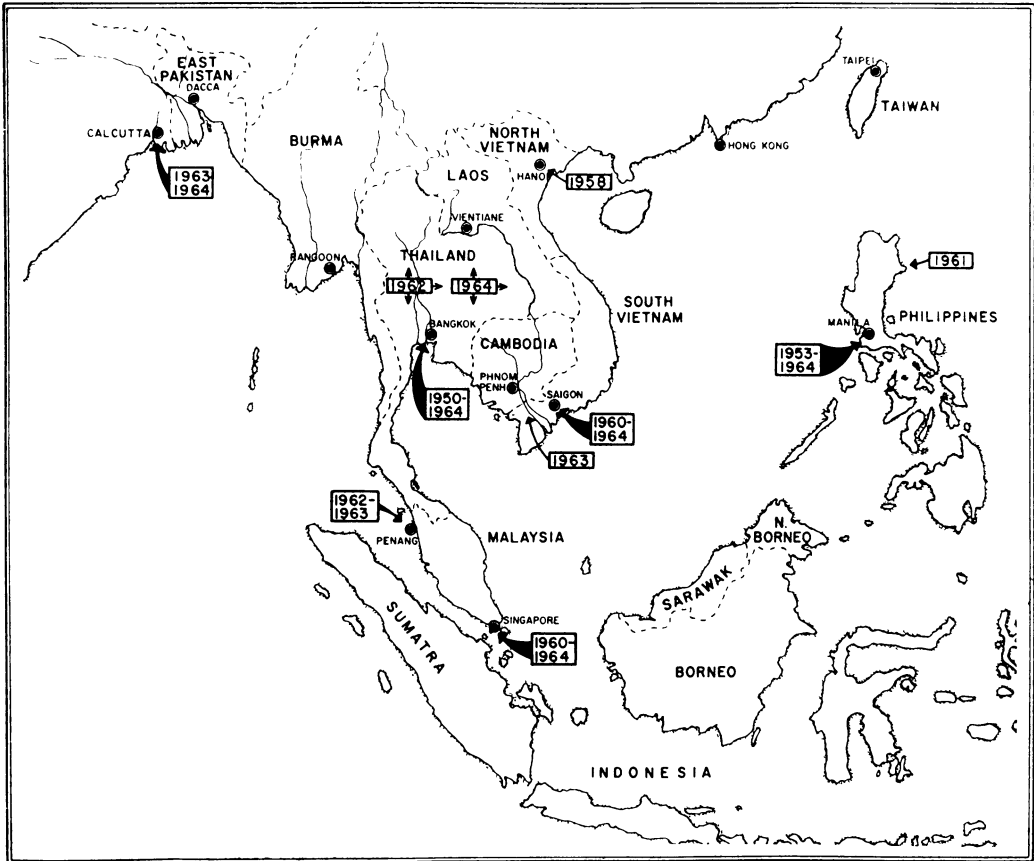 TAIPEI
EAST
PAKISTAN
DACCA
TAIWAN
CALCUTTA
BURMA
NORTH
VIETNAM
HONG KONG
LAOS
HANOI
1963-
1964
1958
VIENTIANE
THAILAND
RANGOON
1961
1962
1964
SOUTH
VIETNAM
PHILIPPINES
MANILA
BANGKOK
CAMBODIA
1953-
1964
PHNOM
PENH
SAIGON
1950-
1964
1960-
1964
1963
1962-
1963
PENANG
MALAYSIA
N.
BORNEO
SARAWAK
SUMATRA
SINGAPORE
1960-
1964
BORNEO
INDONESIA